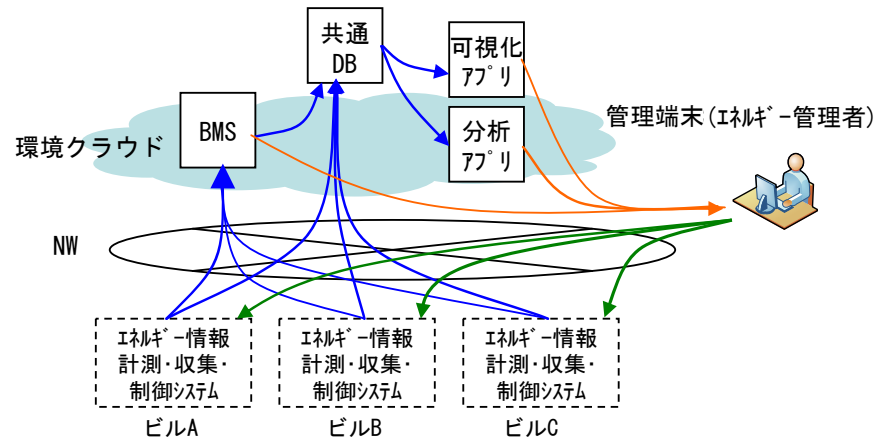 共通
DB
可視化
ｱﾌﾟﾘ
管理端末(ｴﾈﾙｷﾞｰ管理者)
BMS
分析
ｱﾌﾟﾘ
環境クラウド
NW
ｴﾈﾙｷﾞｰ情報
計測･収集･
制御ｼｽﾃﾑ
ｴﾈﾙｷﾞｰ情報
計測･収集･
制御ｼｽﾃﾑ
ｴﾈﾙｷﾞｰ情報
計測･収集･
制御ｼｽﾃﾑ
ビルA
ビルB
ビルC